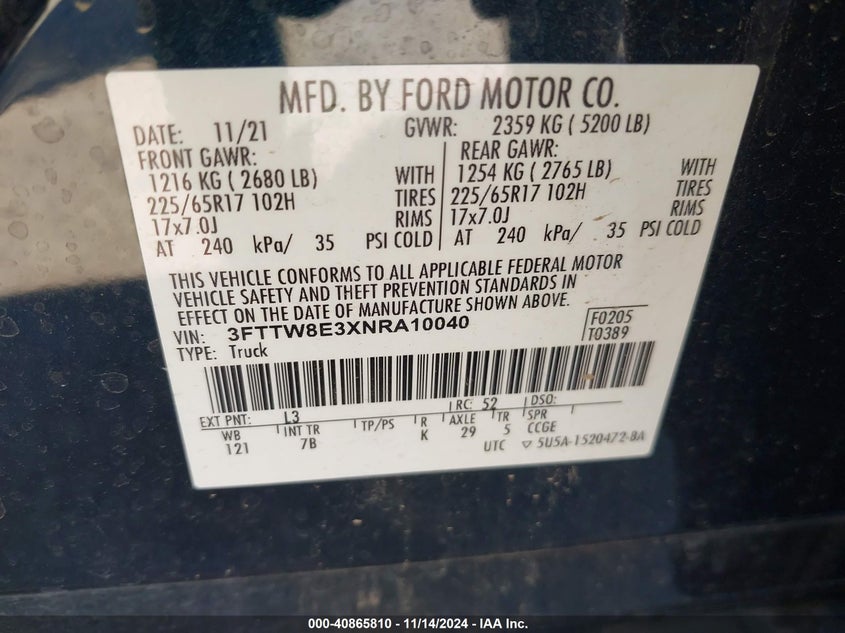 MFD. BY FORD MOTOR CO.
DATE: 11/21 GVWR: 2359 KG ( 5200 LB)
FRONT GAWR: REAR GAWR:
1216 KG ( 2680 LB) WITH 1254 KG ( 2765 LB) WITH
225/65R17 102H TIRES 225/65R17 102H TIRES
17x7.0J RIMS 17x7.0J RIMS
AT 240 kPa/ 35 PSI COLD AT 240 kPa/ 35 PSI COLD
THIS VEHICLE CONFORMS TO ALL APPLICABLE FEDERAL MOTOR
VEHICLE SAFETY AND THEFT PREVENTION STANDARDS IN
EFFECT ON THE DATE OF MANUFACTURE SHOWN ABOVE.
VIN: 3FTTW8E3XNRA10040 F0205
TYPE: Truck T0389
EXT PNT: L3 RC: 52 DSO:
WB INT TR TP/PS R AXLE TR SPR
121 7B K 29 5 CCGE
UTC ▽ 5U5A-1520472-BA
000-40865810 | 11/14/2024 | IAA Inc.